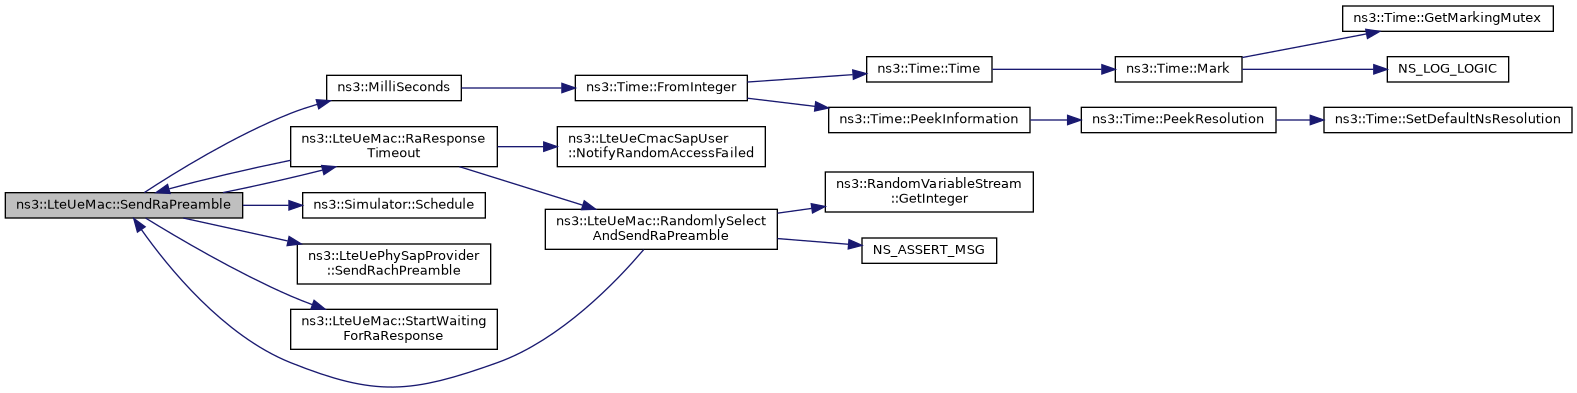 ns3::LteUeMac::SendRaPreamble
ns3::MilliSeconds
ns3::LteUeMac::RaResponse
Timeout
ns3::Simulator::Schedule
ns3::LteUePhySapProvider
::SendRachPreamble
ns3::LteUeMac::StartWaiting
ForRaResponse
ns3::Time::FromInteger
ns3::LteUeCmacSapUser
::NotifyRandomAccessFailed
ns3::LteUeMac::RandomlySelect
AndSendRaPreamble
ns3::Time::Time
ns3::Time::PeekInformation
ns3::RandomVariableStream
::GetInteger
NS_ASSERT_MSG
ns3::Time::Mark
ns3::Time::PeekResolution
ns3::Time::GetMarkingMutex
NS_LOG_LOGIC
ns3::Time::SetDefaultNsResolution